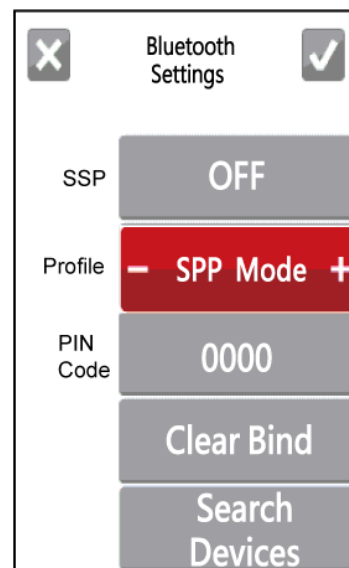 Bluetooth
Settings
SSP OFF
Profile − SPP Mode +
PIN
Code 0000
Clear Bind
Search
Devices